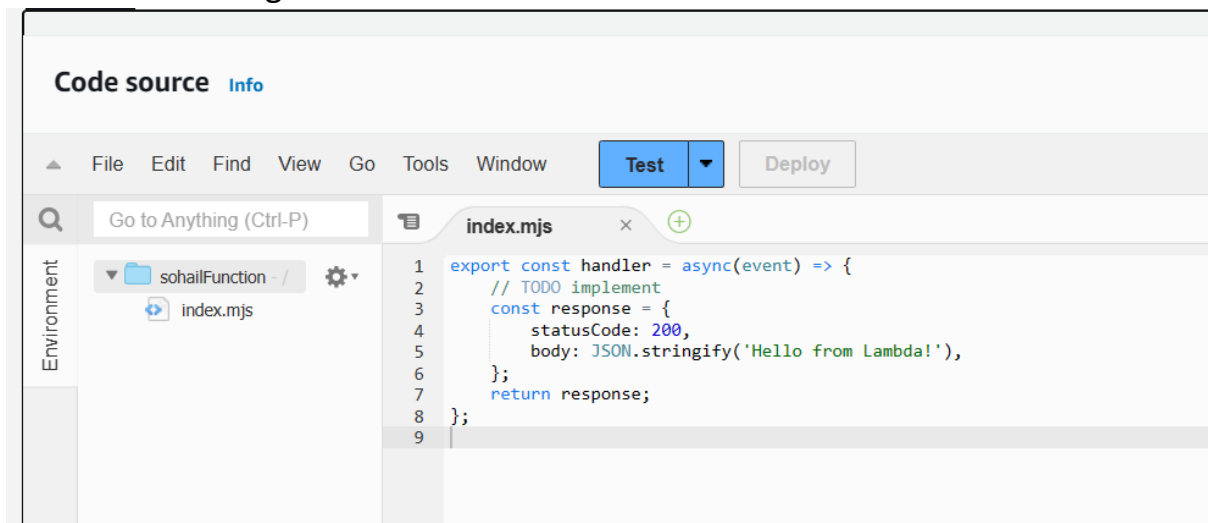 Code source Info
File Edit Find View Go Tools Window Test Deploy
Go to Anything (Ctrl-P)
index.mjs
Environment
sohailFunction - /
index.mjs
1 export const handler = async(event) => {
2 // TODO implement
3 const response = {
4 statusCode: 200,
5 body: JSON.stringify('Hello from Lambda!'),
6 };
7 return response;
8 };
9